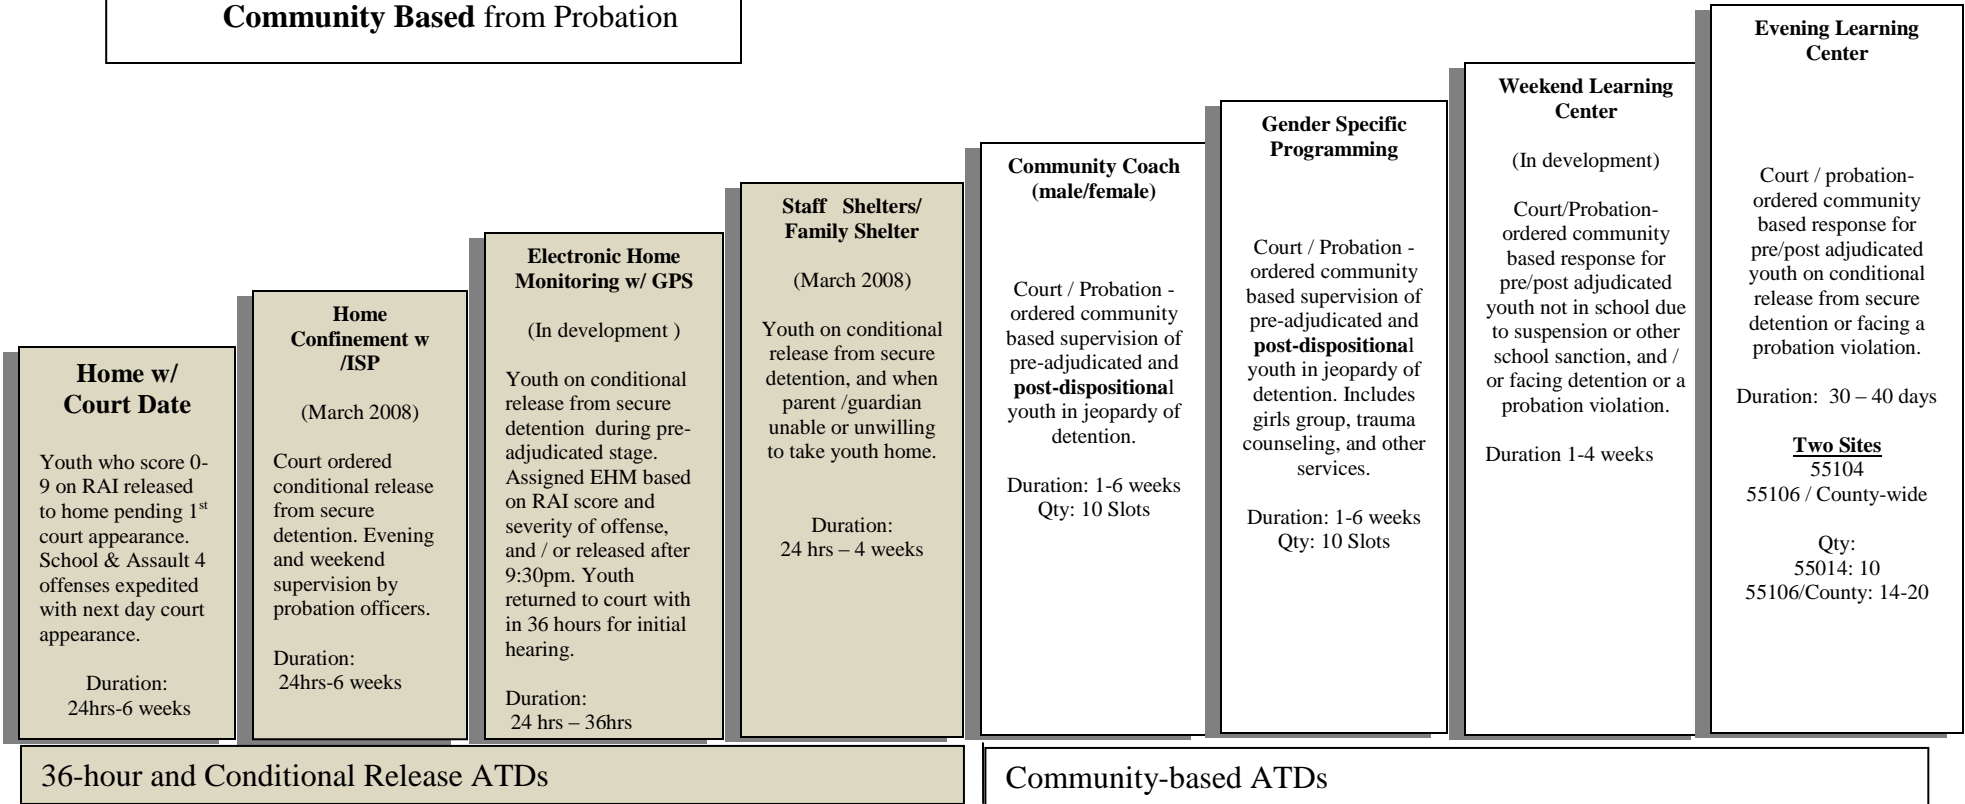 Community Based from Probation
Home w/
Court Date
Youth who score 0-
9 on RAI released
to home pending 1st
court appearance.
School & Assault 4
offenses expedited
with next day court
appearance.
Duration:
24hrs-6 weeks
Home
Confinement w
/ISP
(March 2008)
Court ordered
conditional release
from secure
detention. Evening
and weekend
supervision by
probation officers.
Duration:
24hrs-6 weeks
Electronic Home
Monitoring w/ GPS
(In development )
Youth on conditional
release from secure
detention during pre-
adjudicated stage.
Assigned EHM based
on RAI score and
severity of offense,
and / or released after
9:30pm. Youth
returned to court with
in 36 hours for initial
hearing.
Duration:
24 hrs – 36hrs
Staff Shelters/
Family Shelter
(March 2008)
Youth on conditional
release from secure
detention, and when
parent /guardian
unable or unwilling
to take youth home.
Duration:
24 hrs – 4 weeks
Community Coach
(male/female)
Court / Probation -
ordered community
based supervision of
pre-adjudicated and
post-dispositional
youth in jeopardy of
detention.
Duration: 1-6 weeks
Qty: 10 Slots
Gender Specific
Programming
Court / Probation -
ordered community
based supervision of
pre-adjudicated and
post-dispositional
youth in jeopardy of
detention. Includes
girls group, trauma
counseling, and other
services.
Duration: 1-6 weeks
Qty: 10 Slots
Weekend Learning
Center
(In development)
Court/Probation-
ordered community
based response for
pre/post adjudicated
youth not in school due
to suspension or other
school sanction, and /
or facing detention or a
probation violation.
Duration 1-4 weeks
Evening Learning
Center
Court / probation-
ordered community
based response for
pre/post adjudicated
youth on conditional
release from secure
detention or facing a
probation violation.
Duration: 30 – 40 days
Two Sites
55104
55106 / County-wide
Qty:
55014: 10
55106/County: 14-20
36-hour and Conditional Release ATDs
Community-based ATDs